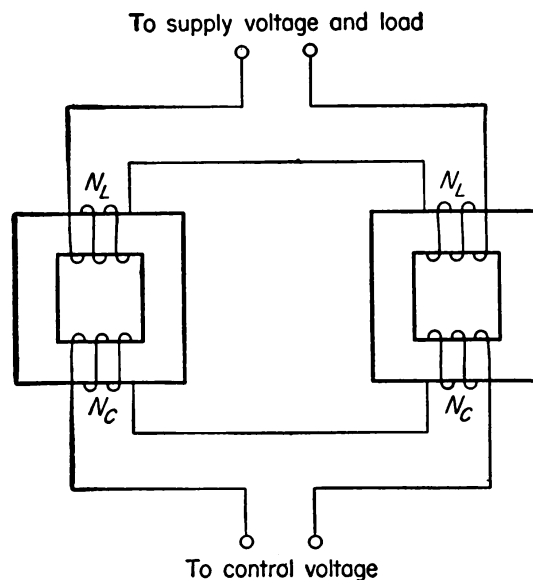 To supply voltage and load
N_L
N_L
N_C
N_C
To control voltage